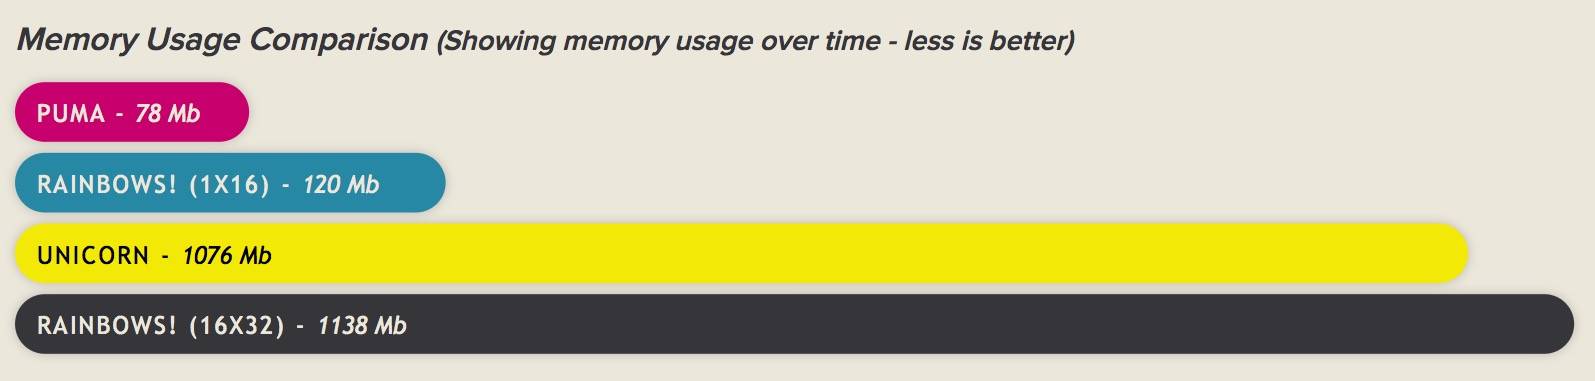 Memory Usage Comparison (Showing memory usage over time - less is better)
PUMA - 78 Mb
RAINBOWS! (1X16) - 120 Mb
UNICORN - 1076 Mb
RAINBOWS! (16X32) - 1138 Mb